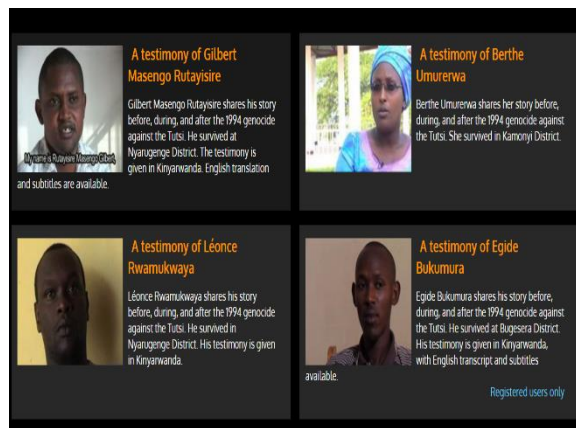 A testimony of Gilbert
Masengo Rutayisire
Gilbert Masengo Rutayisire shares his story
before, during, and after the 1994 genocide
against the Tutsi. He survived at
Nyarugenge District. The testimony is
given in Kinyarwanda. English translation
and subtitles are available.
My name is Rutayisire Masengo Gilbert,
A testimony of Berthe
Umurerwa
Berthe Umurerwa shares her story before,
during, and after the 1994 genocide against
the Tutsi. She survived in Kamonyi District.
A testimony of Léonce
Rwamukwaya
Léonce Rwamukwaya shares his story
before, during, and after the 1994 genocide
against the Tutsi. He survived in
Nyarugenge District. His testimony is given
in Kinyarwanda.
A testimony of Egide
Bukumura
Egide Bukumura shares his story before,
during, and after the 1994 genocide against
the Tutsi. He survived at Bugesera District.
His testimony is given in Kinyarwanda,
with English transcript and subtitles
available.
Registered users only